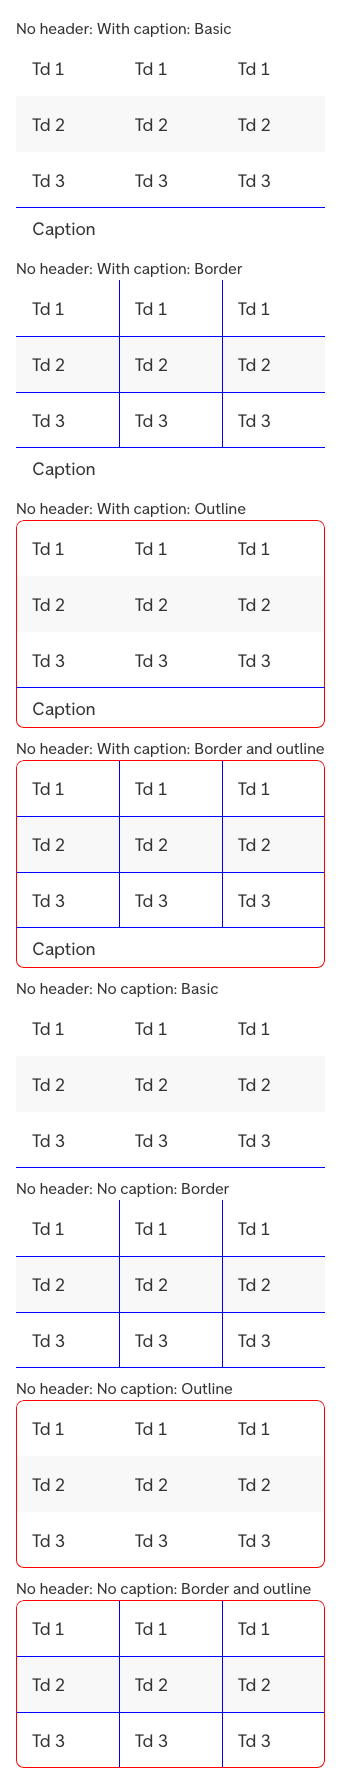 No header: With caption: Basic
Td 1 Td 1 Td 1
Td 2 Td 2 Td 2
Td 3 Td 3 Td 3
Caption
No header: With caption: Border
Td 1 Td 1 Td 1
Td 2 Td 2 Td 2
Td 3 Td 3 Td 3
Caption
No header: With caption: Outline
Td 1 Td 1 Td 1
Td 2 Td 2 Td 2
Td 3 Td 3 Td 3
Caption
No header: With caption: Border and outline
Td 1 Td 1 Td 1
Td 2 Td 2 Td 2
Td 3 Td 3 Td 3
Caption
No header: No caption: Basic
Td 1 Td 1 Td 1
Td 2 Td 2 Td 2
Td 3 Td 3 Td 3
No header: No caption: Border
Td 1 Td 1 Td 1
Td 2 Td 2 Td 2
Td 3 Td 3 Td 3
No header: No caption: Outline
Td 1 Td 1 Td 1
Td 2 Td 2 Td 2
Td 3 Td 3 Td 3
No header: No caption: Border and outline
Td 1 Td 1 Td 1
Td 2 Td 2 Td 2
Td 3 Td 3 Td 3